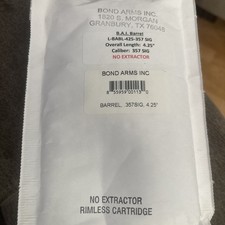 BOND ARMS INC.
1820 S. MORGAN
GRANBURY, TX 76048
B.A.I. Barrel
L-BABL-425-357 SIG
Overall Length: 4.25"
Caliber: 357 SIG
NO EXTRACTOR
BOND ARMS INC
BARREL, .357SIG, 4.25"
NO EXTRACTOR
RIMLESS CARTRIDGE